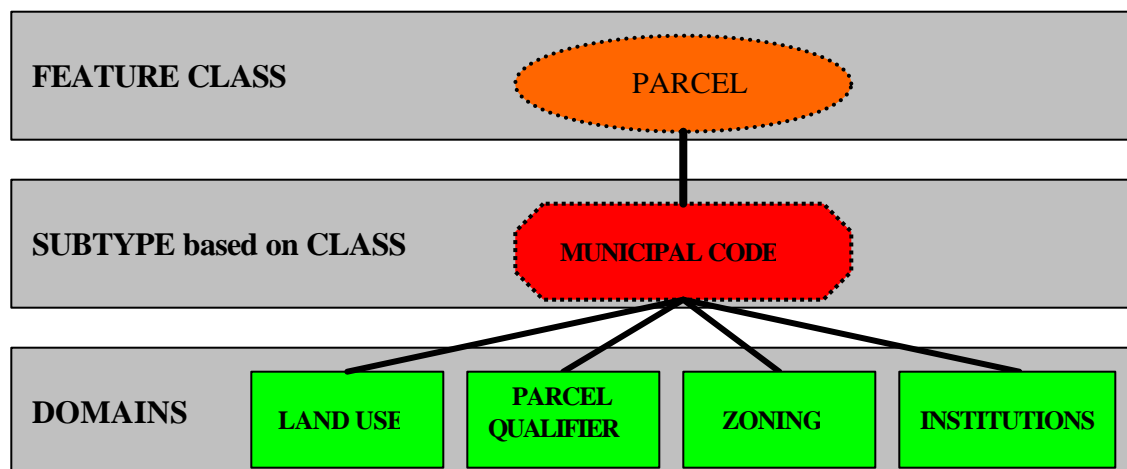 FEATURE CLASS
PARCEL
SUBTYPE based on CLASS
MUNICIPAL CODE
DOMAINS
LAND USE
PARCEL
QUALIFIER
ZONING
INSTITUTIONS